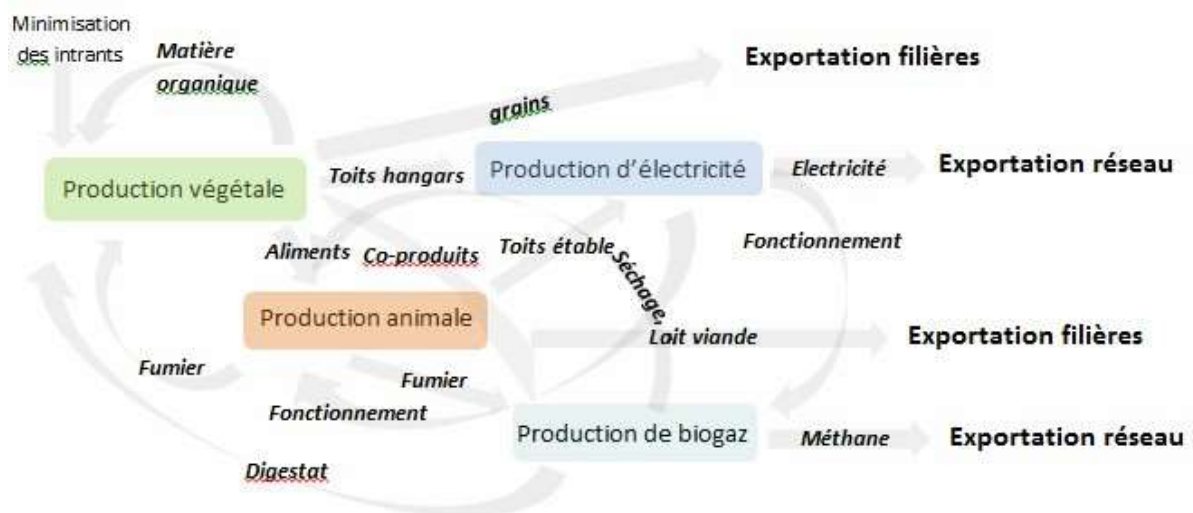 Minimisation
des intrants
Matière
organique
Exportation filières
grains
Production végétale
Toits hangars
Production d'électricité
Electricité
Exportation réseau
Aliments
Co-produits
Toits étable
Séchage,
Fonctionnement
Production animale
Loit viande
Exportation filières
Fumier
Fumier
Fonctionnement
Production de biogaz
Méthane
Exportation réseau
Digestat